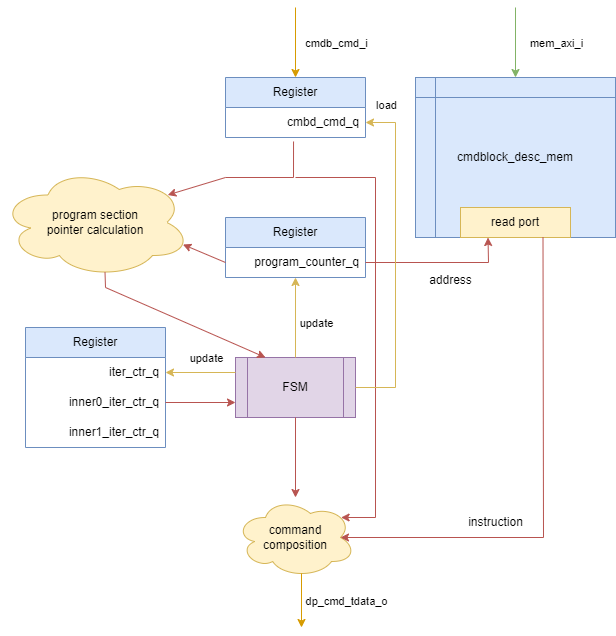 cmdb_cmd_i
mem_axi_i
Register
load
cmbd_cmd_q
cmdblock_desc_mem
program section
pointer calculation
read port
Register
program_counter_q
address
update
Register
update
iter_ctr_q
FSM
inner0_iter_ctr_q
inner1_iter_ctr_q
instruction
command
composition
dp_cmd_tdata_o